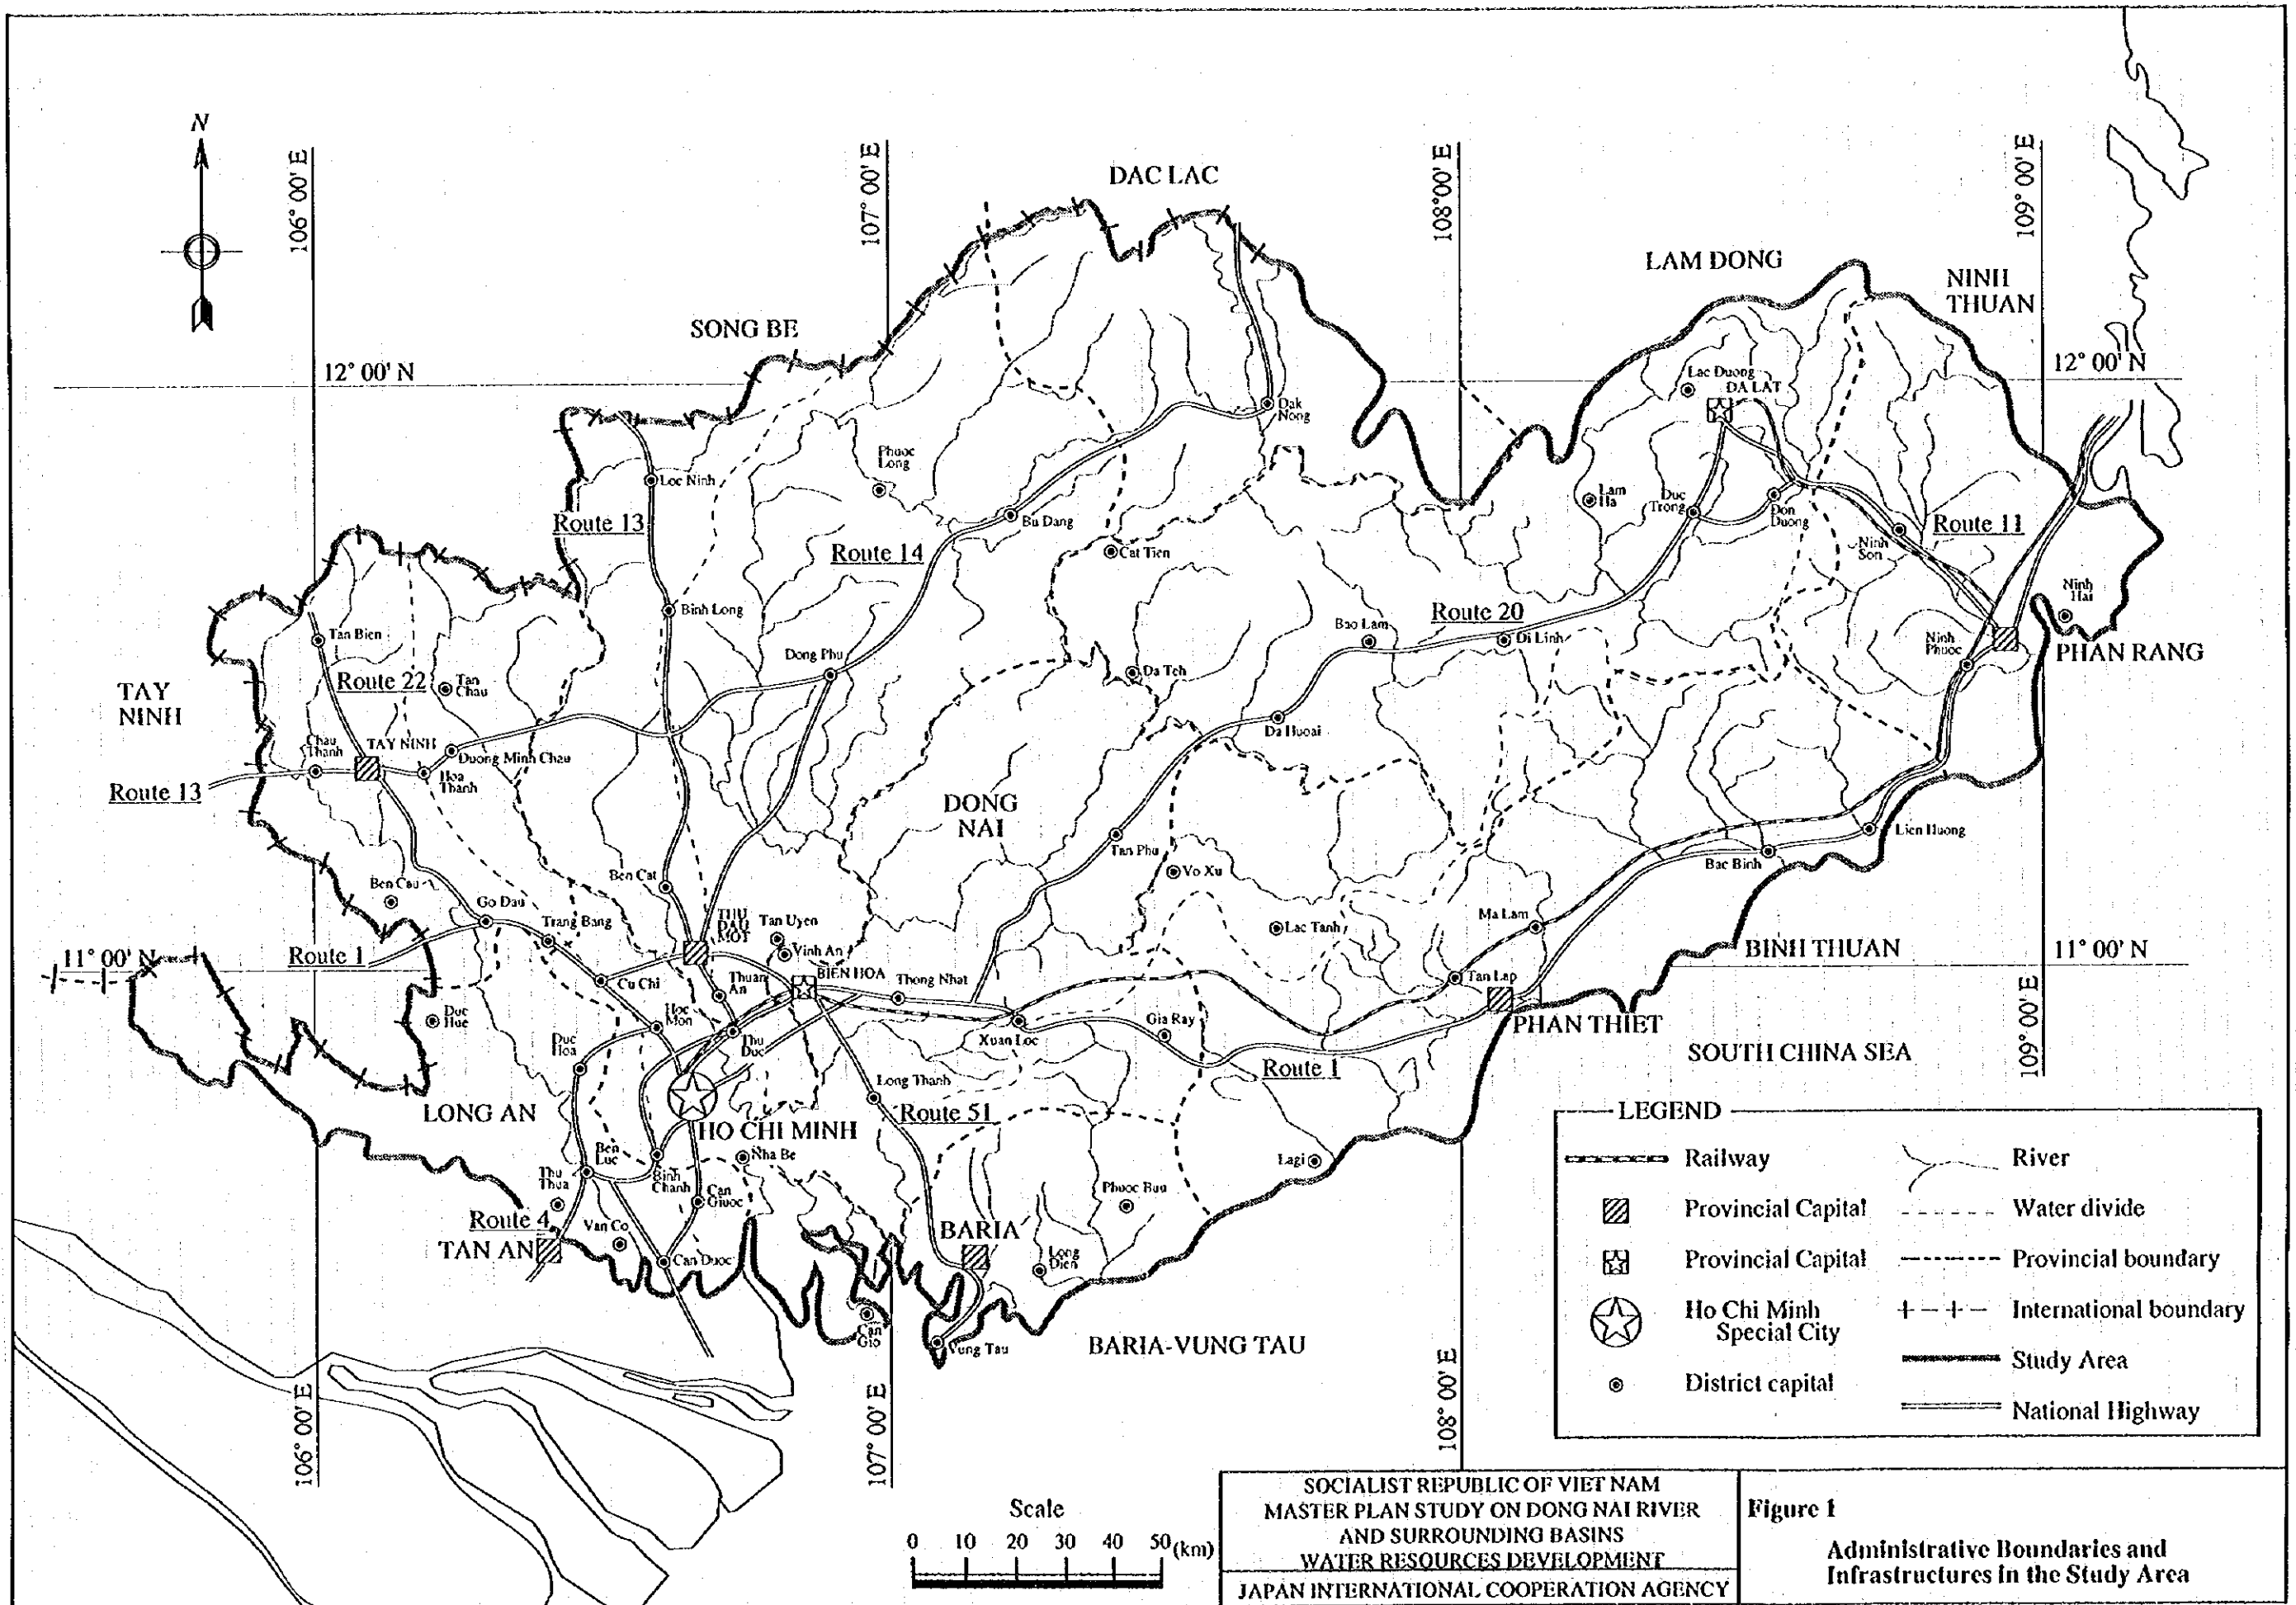 N
106° 00' E
107° 00' E
108°00' E
109° 00' E
DAC LAC
LAM DONG
NINH
THUAN
SONG BE
12° 00' N
12° 00' N
Lac Duong
DA LAT
Dak
Nong
Phuoc
Long
Loc Ninh
Lam
Ha
Duc
Trong
Don
Duong
Route 13
Bu Dang
Route 11
Route 14
Cat Tien
Ninh
Son
Ninh
Hai
Binh Long
Route 20
Tan Bien
Bao Lam
Di Linh
Ninh
Phuoc
PHAN RANG
Dong Phu
Da Teh
Route 22
Tan
Chau
TAY
NINH
Da Huoai
Chau
Thanh
TAY NINH
Duong Minh Chau
Hoa
Thanh
Route 13
DONG
NAI
Lien Huong
Tan Phu
Bac Binh
Vo Xu
Ben Cat
Ben Cau
Go Dau
Trang Bang
THU
DAU
MOT
Tan Uyen
Ma Lam
Lac Tanh
Vinh An
Route 1
11° 00' N
BINH THUAN
11° 00' N
BIEN HOA
Thong Nhat
Tan Lap
Cu Chi
Thuan
An
Duc
Hue
Hoc
Mon
Gia Ray
PHAN THIET
Xuan Loc
Duc
Hoa
Thu
Duc
SOUTH CHINA SEA
Route 1
109° 00' E
Long Thanh
LONG AN
Route 51
HO CHI MINH
Ben
Luc
Nha Be
Lagi
Thu
Thua
Binh
Chanh
Can
Giuoc
Phuoc Buu
Route 4
Van Co
BARIA
TAN AN
Can Duoc
Long
Dien
Can
Gio
Vung Tau
BARIA-VUNG TAU
106° 00' E
107° 00' E
108° 00' E
LEGEND
Railway
River
Provincial Capital
Water divide
Provincial Capital
Provincial boundary
Ho Chi Minh
Special City
International boundary
Study Area
District capital
National Highway
Scale
0 10 20 30 40 50 (km)
SOCIALIST REPUBLIC OF VIET NAM
MASTER PLAN STUDY ON DONG NAI RIVER
AND SURROUNDING BASINS
WATER RESOURCES DEVELOPMENT
JAPAN INTERNATIONAL COOPERATION AGENCY
Figure 1
Administrative Boundaries and
Infrastructures in the Study Area